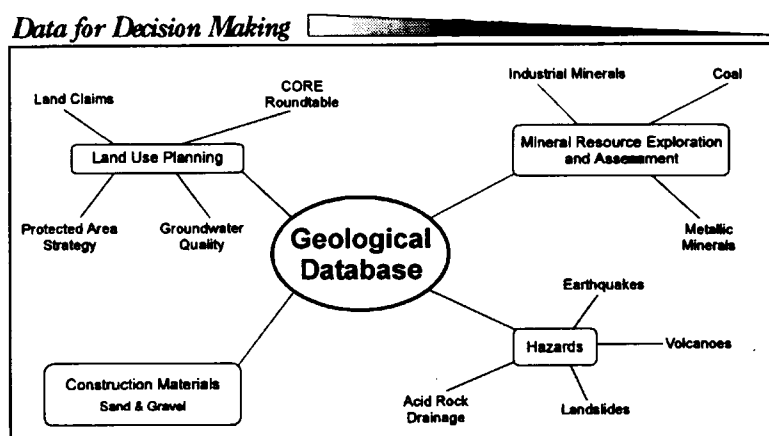 Data for Decision Making
Land Claims
CORE
Roundtable
Land Use Planning
Protected Area
Strategy
Groundwater
Quality
Industrial Minerals
Coal
Mineral Resource Exploration
and Assessment
Metallic
Minerals
Geological
Database
Earthquakes
Hazards
Volcanoes
Acid Rock
Drainage
Landslides
Construction Materials
Sand & Gravel